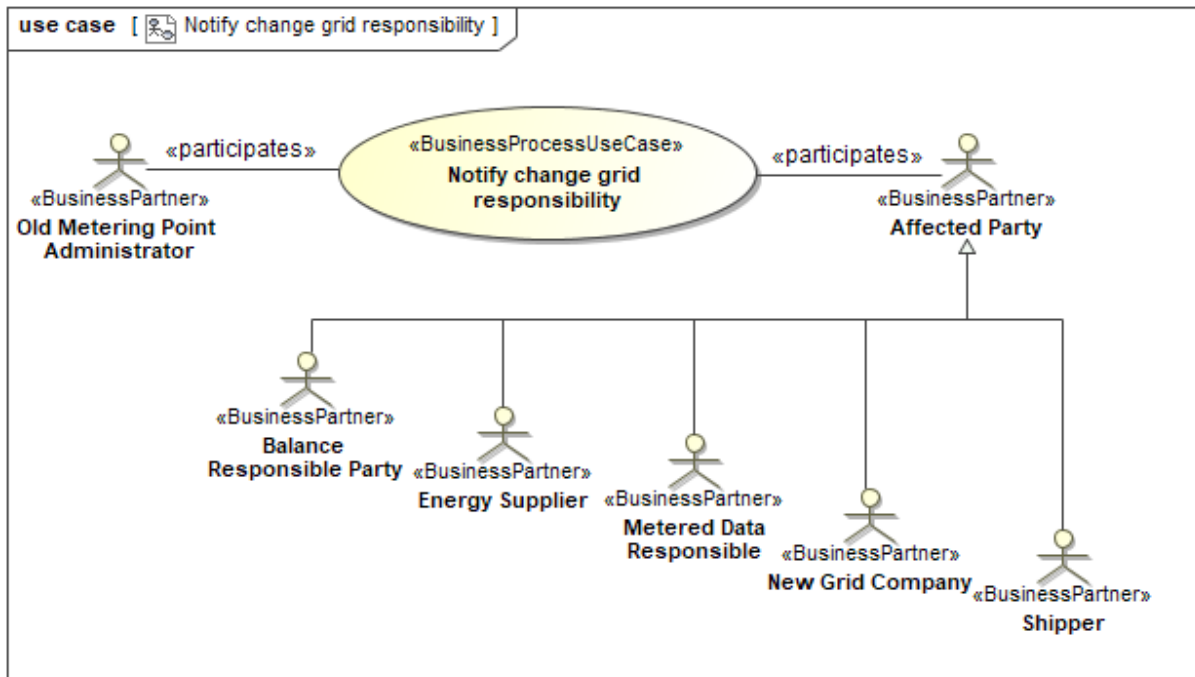 use case [ Notify change grid responsibility ]
«participates»
«BusinessProcessUseCase»
Notify change grid
responsibility
«participates»
«BusinessPartner»
Old Metering Point
Administrator
«BusinessPartner»
Affected Party
«BusinessPartner»
Balance
Responsible Party
«BusinessPartner»
Energy Supplier
«BusinessPartner»
Metered Data
Responsible
«BusinessPartner»
New Grid Company
«BusinessPartner»
Shipper